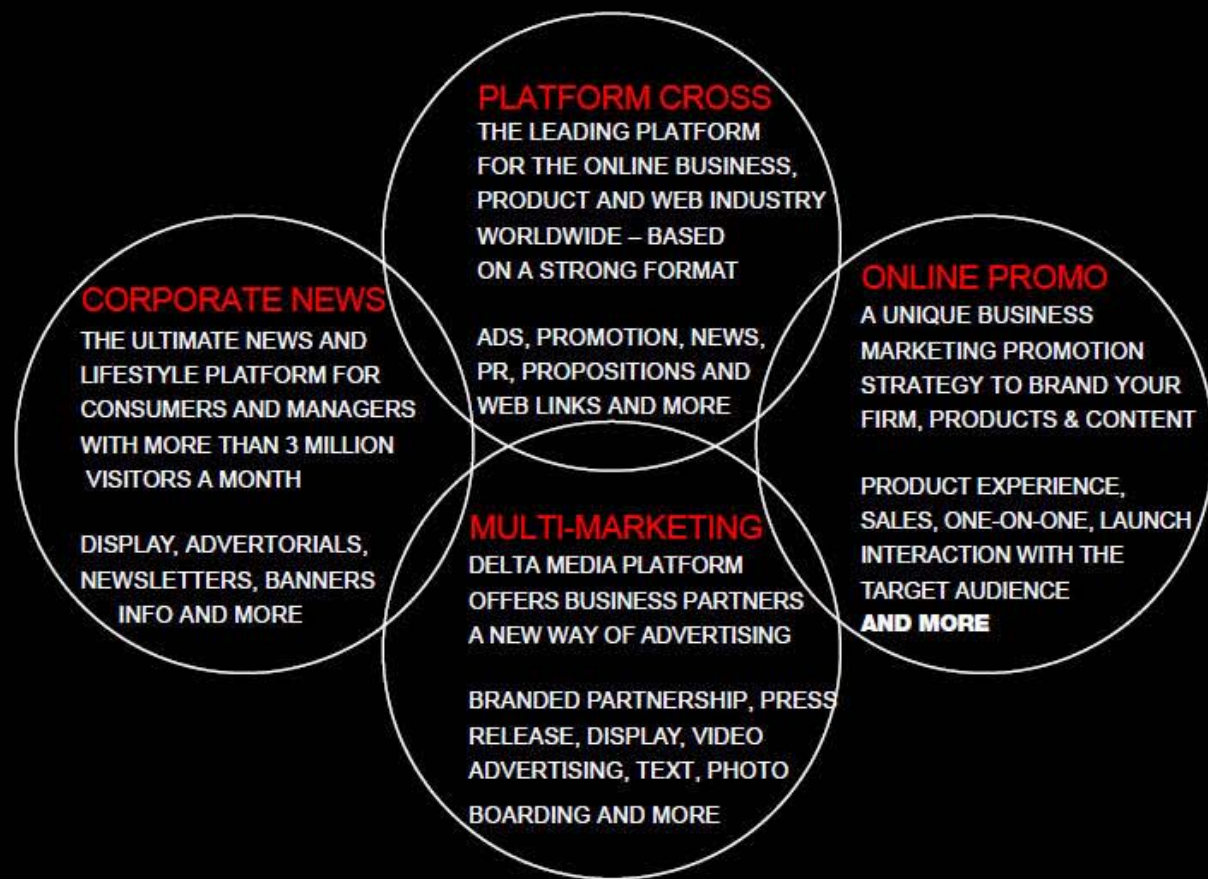 PLATFORM CROSS
THE LEADING PLATFORM
FOR THE ONLINE BUSINESS,
PRODUCT AND WEB INDUSTRY
WORLDWIDE – BASED
ON A STRONG FORMAT
ADS, PROMOTION, NEWS,
PR, PROPOSITIONS AND
WEB LINKS AND MORE
CORPORATE NEWS
THE ULTIMATE NEWS AND
LIFESTYLE PLATFORM FOR
CONSUMERS AND MANAGERS
WITH MORE THAN 3 MILLION
VISITORS A MONTH
DISPLAY, ADVERTORIALS,
NEWSLETTERS, BANNERS
INFO AND MORE
ONLINE PROMO
A UNIQUE BUSINESS
MARKETING PROMOTION
STRATEGY TO BRAND YOUR
FIRM, PRODUCTS & CONTENT
PRODUCT EXPERIENCE,
SALES, ONE-ON-ONE, LAUNCH
INTERACTION WITH THE
TARGET AUDIENCE
AND MORE
MULTI-MARKETING
DELTA MEDIA PLATFORM
OFFERS BUSINESS PARTNERS
A NEW WAY OF ADVERTISING
BRANDED PARTNERSHIP, PRESS
RELEASE, DISPLAY, VIDEO
ADVERTISING, TEXT, PHOTO
BOARDING AND MORE